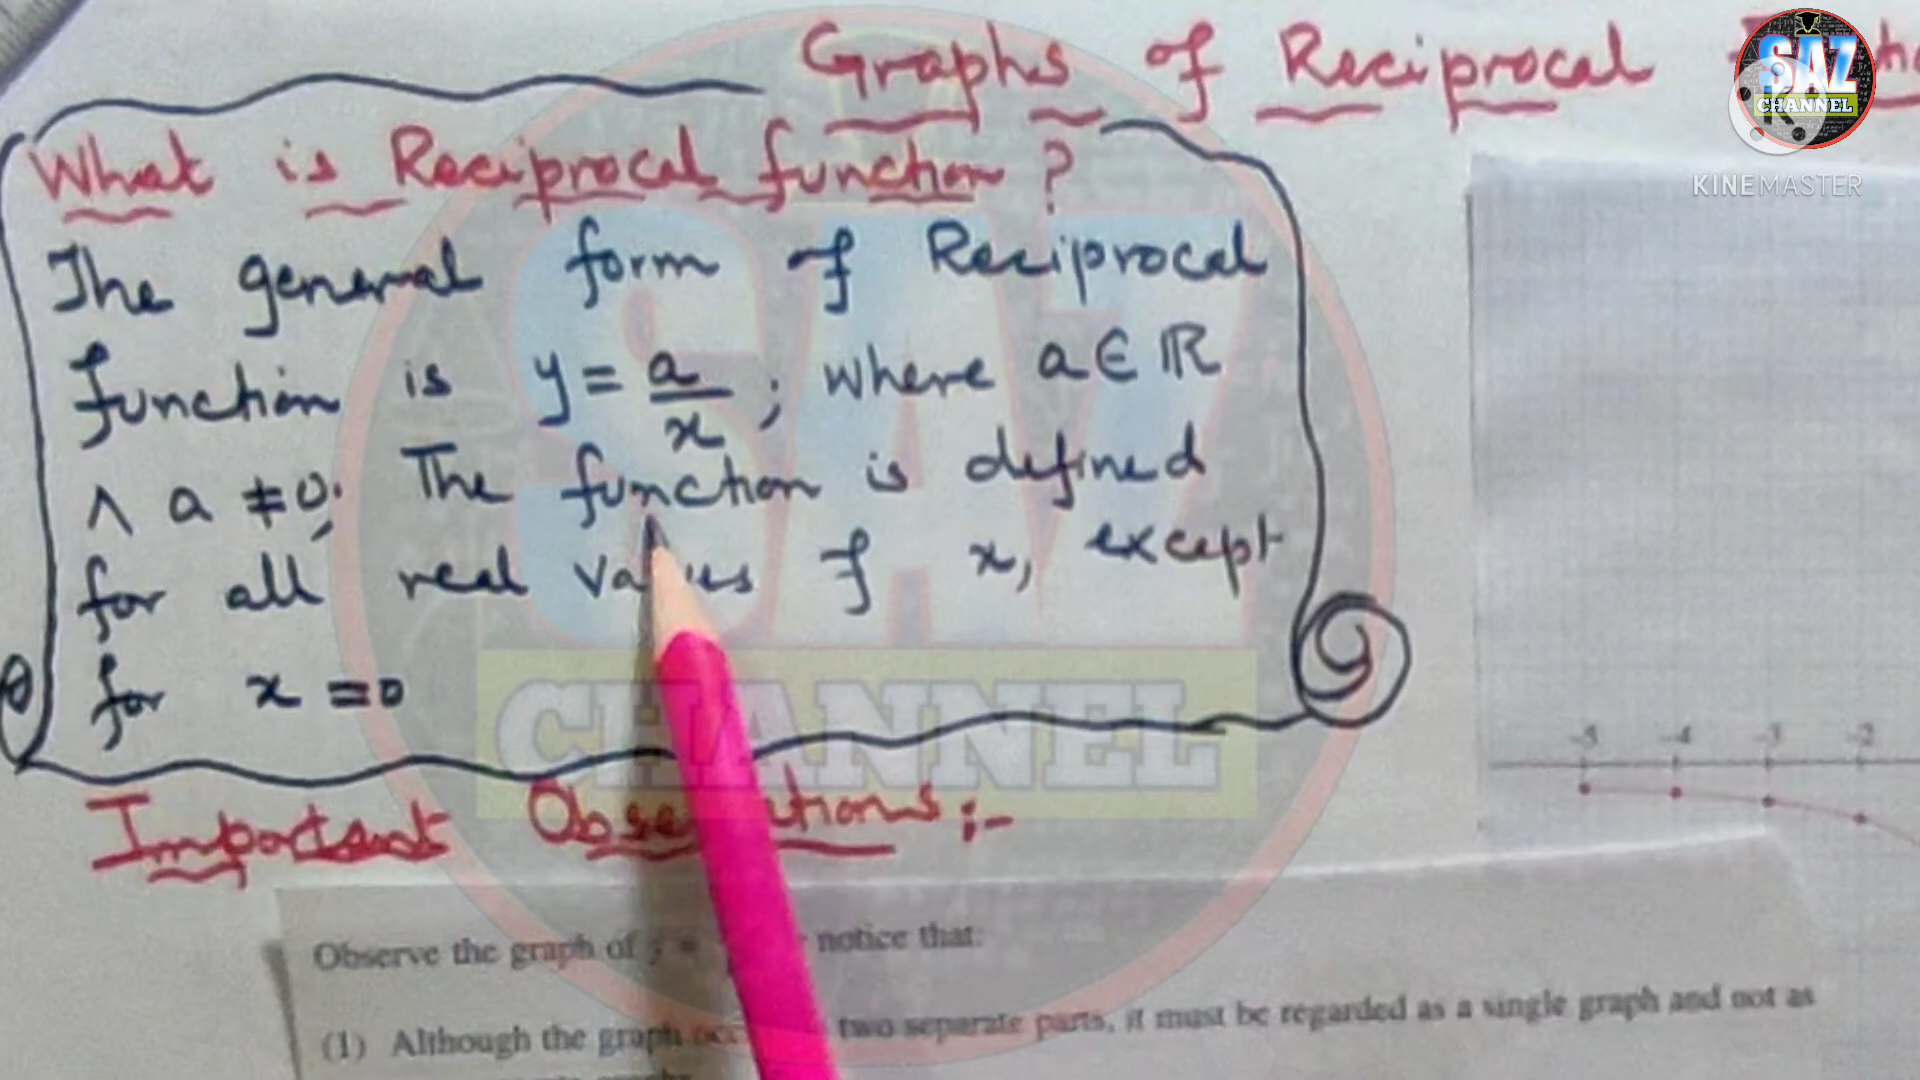 Graphs of Reciprocal
SAZ
CHANNEL
KINEMASTER
What is Reciprocal function ?
The general form of Reciprocal
function is y = a/x ; where a ∈ ℝ
∧ a ≠ 0; The function is defined
for all real values of x, except
for x = 0
SAZ
CHANNEL
-5 -4 -3 -2
Important Observations :-
Observe the graph of y = notice that:
(1) Although the graph two separate parts, it must be regarded as a single graph and not as